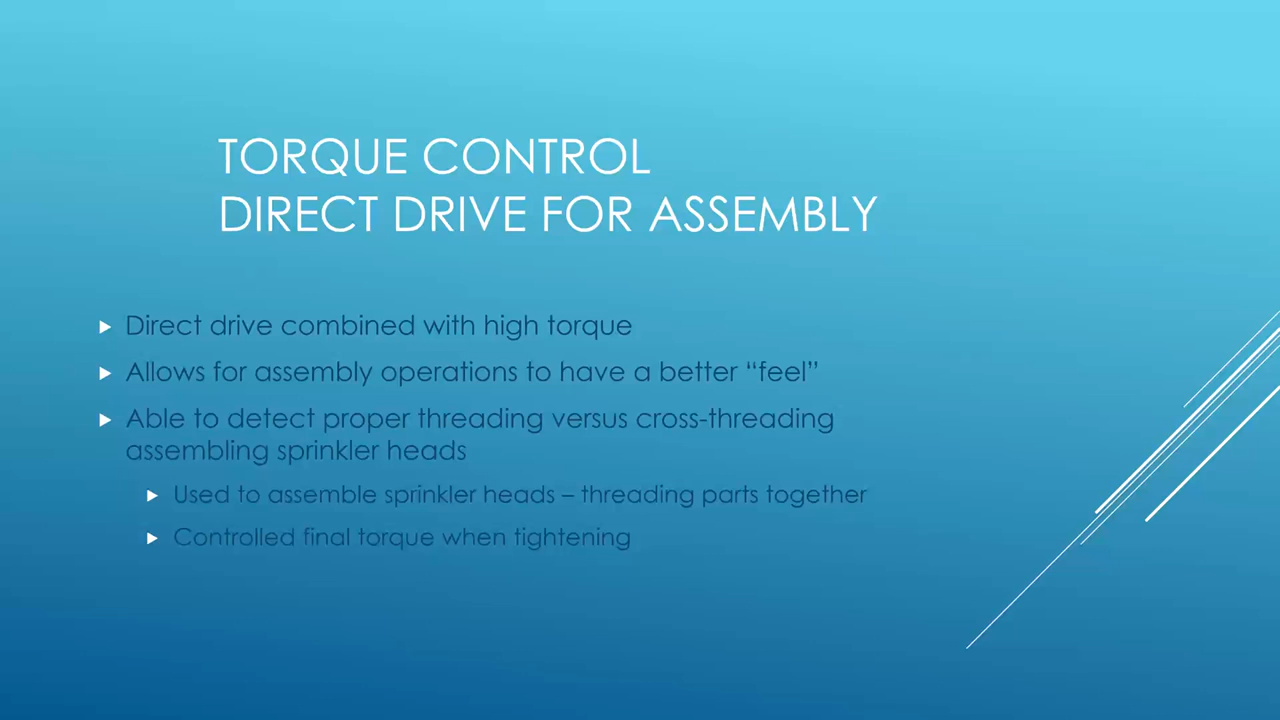 TORQUE CONTROL
DIRECT DRIVE FOR ASSEMBLY
Direct drive combined with high torque
Allows for assembly operations to have a better “feel”
Able to detect proper threading versus cross-threading
assembling sprinkler heads
Used to assemble sprinkler heads – threading parts together
Controlled final torque when tightening